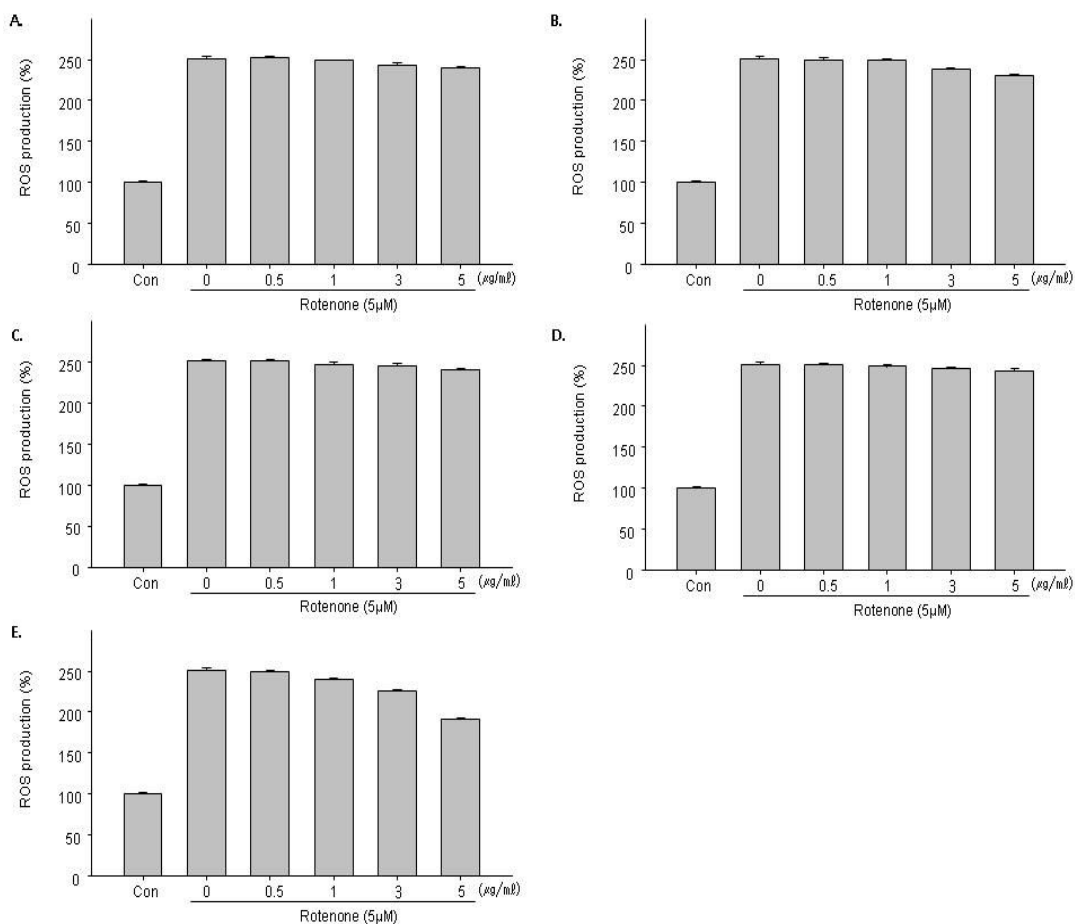 A.
ROS production (%)
250
200
150
100
50
0
Con 0 0.5 1 3 5 (μg/mℓ)
Rotenone (5μM)
B.
ROS production (%)
250
200
150
100
50
0
Con 0 0.5 1 3 5 (μg/mℓ)
Rotenone (5μM)
C.
ROS production (%)
250
200
150
100
50
0
Con 0 0.5 1 3 5 (μg/mℓ)
Rotenone (5μM)
D.
ROS production (%)
250
200
150
100
50
0
Con 0 0.5 1 3 5 (μg/mℓ)
Rotenone (5μM)
E.
ROS production (%)
250
200
150
100
50
0
Con 0 0.5 1 3 5 (μg/mℓ)
Rotenone (5μM)